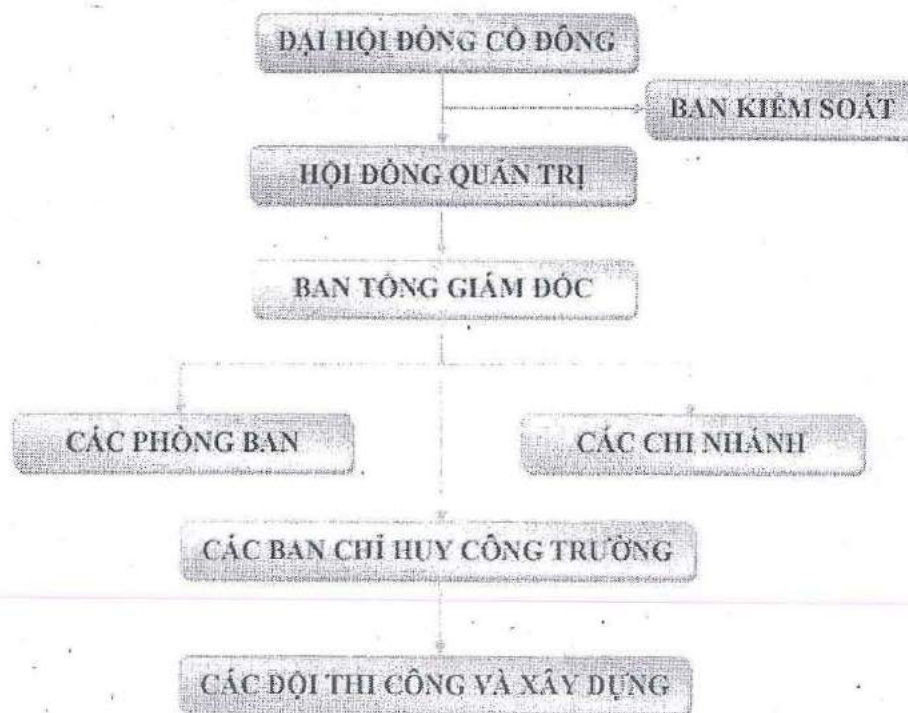 ĐẠI HỘI ĐỒNG CỔ ĐÔNG
BAN KIỂM SOÁT
HỘI ĐỒNG QUẢN TRỊ
BAN TỔNG GIÁM ĐỐC
CÁC PHÒNG BAN
CÁC CHI NHÁNH
CÁC BAN CHỈ HUY CÔNG TRƯỜNG
CÁC ĐỘI THI CÔNG VÀ XÂY DỰNG